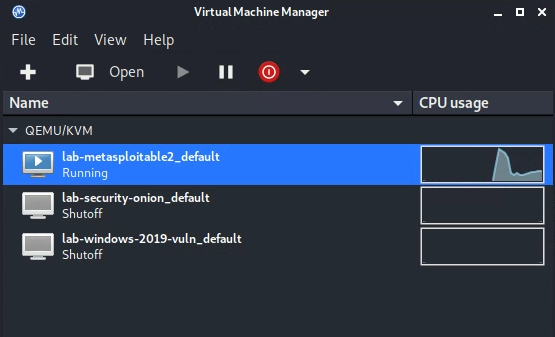 Virtual Machine Manager
File Edit View Help
Open
Name CPU usage
QEMU/KVM
lab-metasploitable2_default
Running
lab-security-onion_default
Shutoff
lab-windows-2019-vuln_default
Shutoff